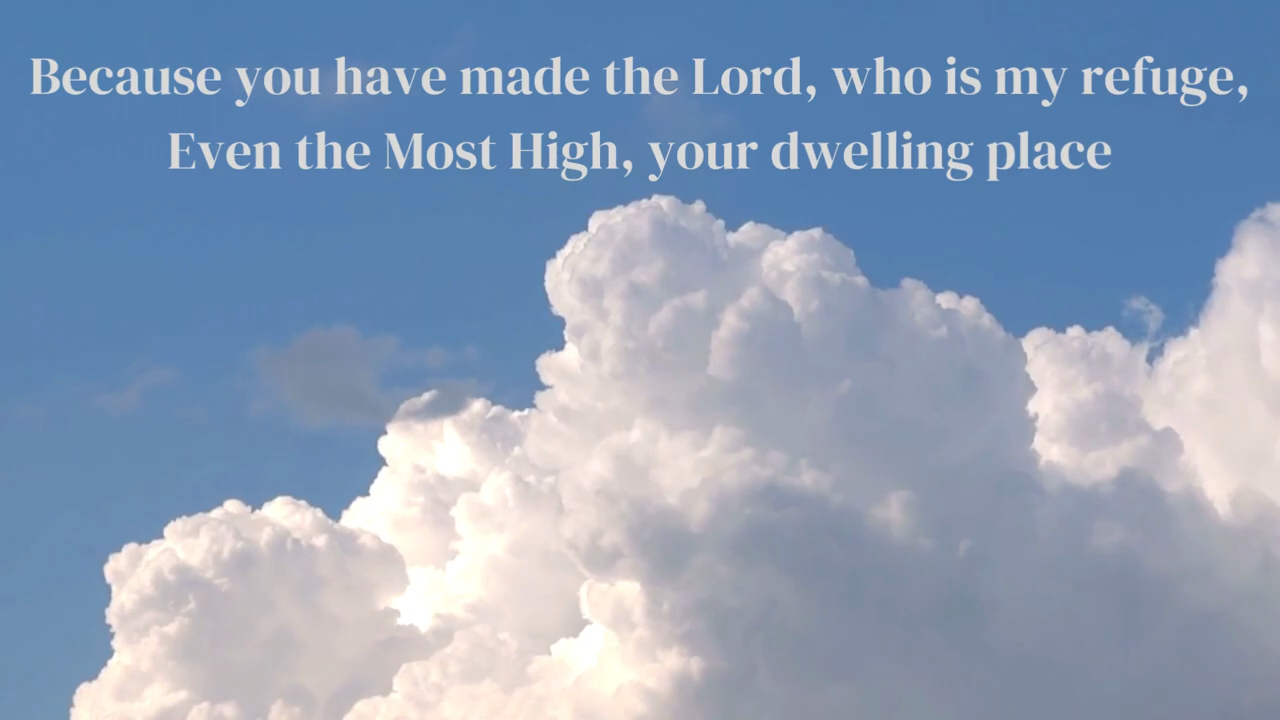 Because you have made the Lord, who is my refuge,
Even the Most High, your dwelling place